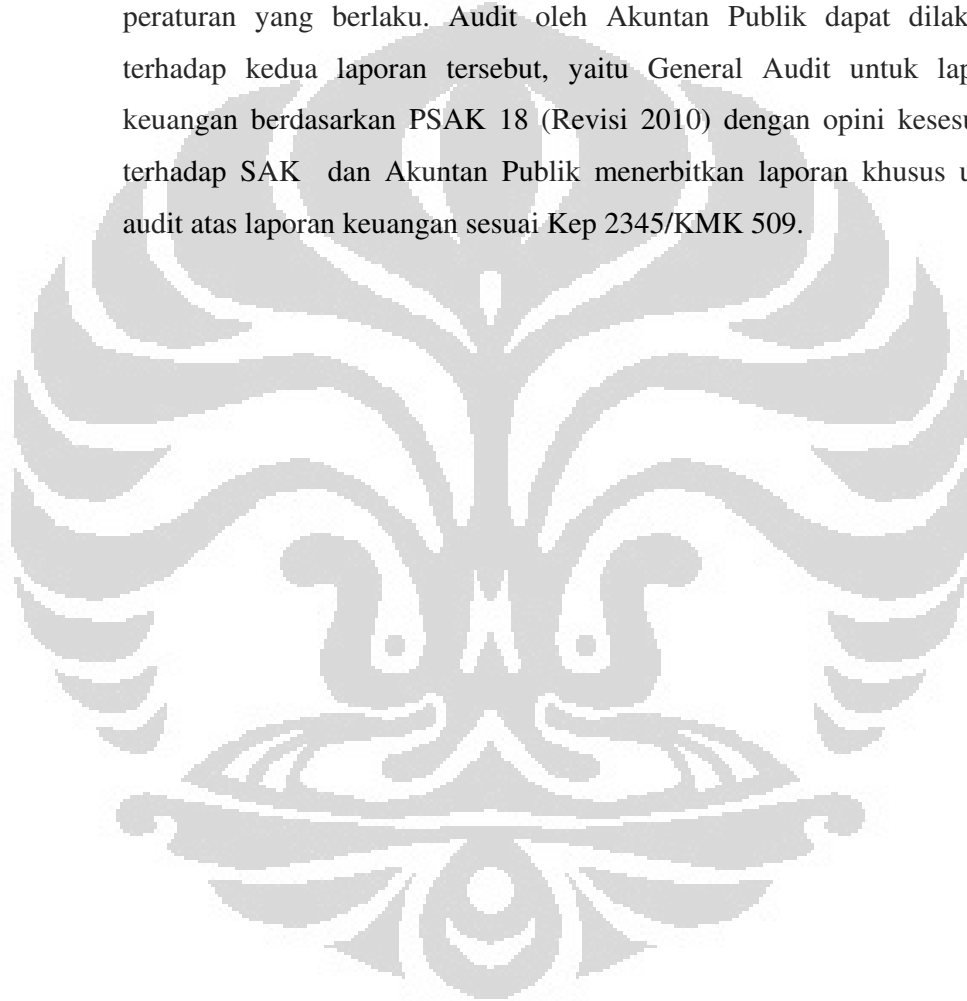 peraturan yang berlaku. Audit oleh Akuntan Publik dapat dilak
terhadap kedua laporan tersebut, yaitu General Audit untuk lap
keuangan berdasarkan PSAK 18 (Revisi 2010) dengan opini kesesu
terhadap SAK dan Akuntan Publik menerbitkan laporan khusus u
audit atas laporan keuangan sesuai Kep 2345/KMK 509.